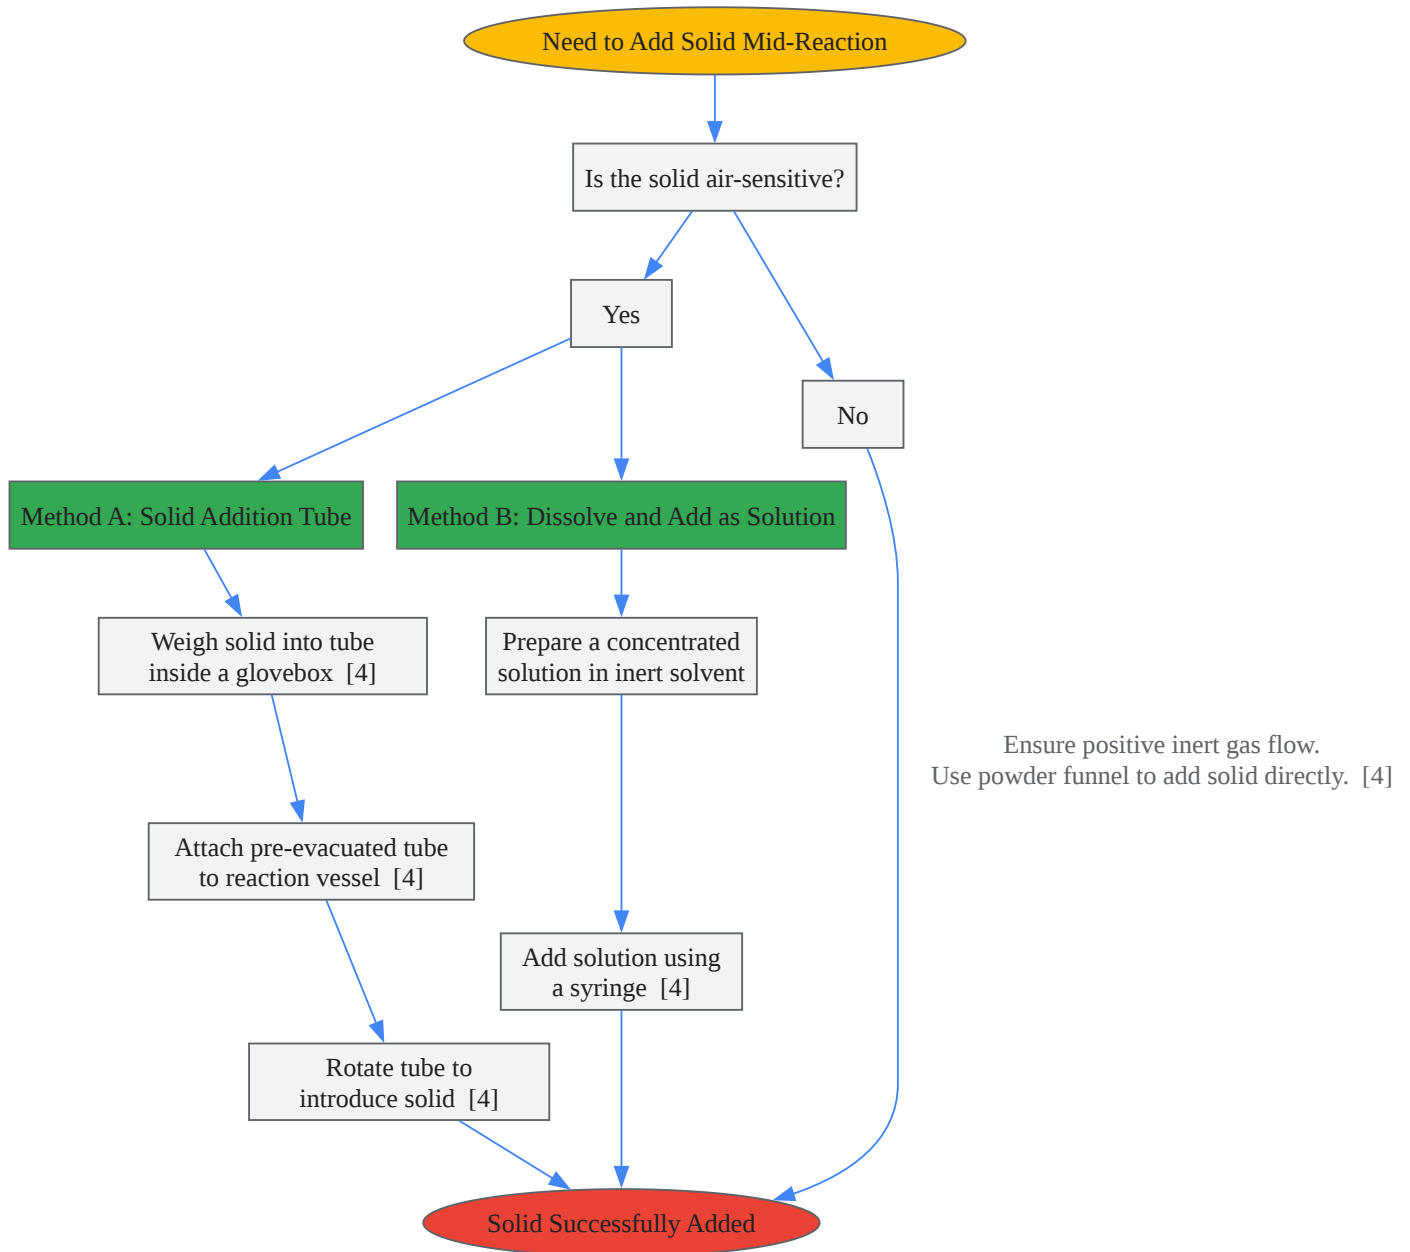 Need to Add Solid Mid-Reaction
Is the solid air-sensitive?
Yes
No
Method A: Solid Addition Tube
Method B: Dissolve and Add as Solution
Weigh solid into tube
inside a glovebox [4]
Prepare a concentrated
solution in inert solvent
Ensure positive inert gas flow.
Use powder funnel to add solid directly. [4]
Attach pre-evacuated tube
to reaction vessel [4]
Add solution using
a syringe [4]
Rotate tube to
introduce solid [4]
Solid Successfully Added